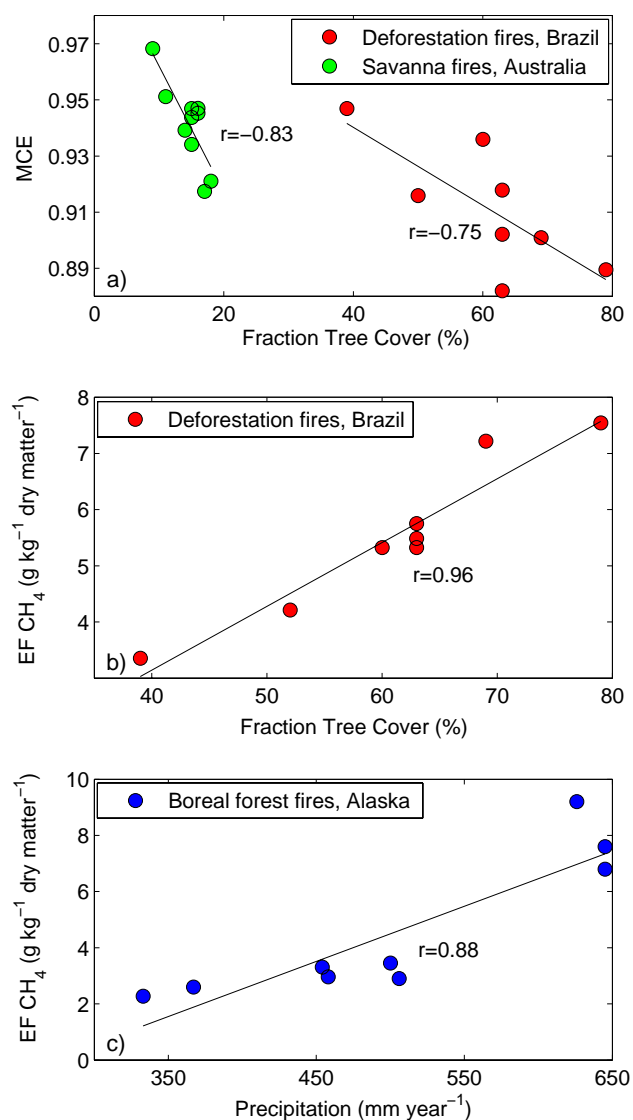 0.97
0.95
0.93
0.91
0.89
MCE
Deforestation fires, Brazil
Savanna fires, Australia
r=−0.83
r=−0.75
a)
0 20 40 60 80
Fraction Tree Cover (%)
8
6
4
EF CH₄ (g kg⁻¹ dry matter⁻¹)
Deforestation fires, Brazil
r=0.96
b)
40 50 60 70 80
Fraction Tree Cover (%)
10
8
6
4
2
0
EF CH₄ (g kg⁻¹ dry matter⁻¹)
Boreal forest fires, Alaska
r=0.88
c)
350 450 550 650
Precipitation (mm year⁻¹)